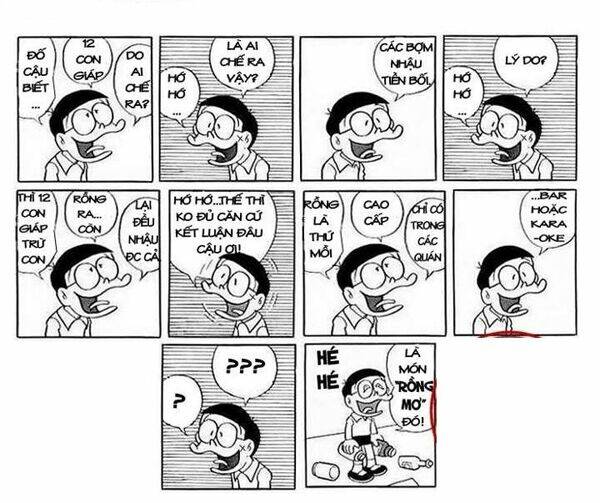 ĐỐ
CẬU
BIẾT
...
12
CON
GIÁP
DO
AI
CHẾ
RA?
HỚ
HỚ
...
LÀ AI
CHẾ RA
VẬY?
CÁC BỢM
NHẬU
TIỀN BỐI.
HỚ
HỚ
...
LÝ DO?
THÌ 12
CON
GIÁP
TRỪ
CON
RỒNG
RA...
CÒN
LẠI
ĐỀU
NHẬU
ĐC CẢ
HỚ HỚ..THẾ THÌ
KO ĐỦ CĂN CỨ
KẾT LUẬN ĐÂU
CẬU ƠI!
RỒNG
LÀ
THỨ
MỒI
CAO
CẤP
CHỈ CÓ
TRONG
CÁC
QUÁN
...BAR
HOẶC
KARA
-OKE
?
???
HÉ
HÉ
LÀ
MÓN
"RỒNG
MƠ"
ĐÓ!